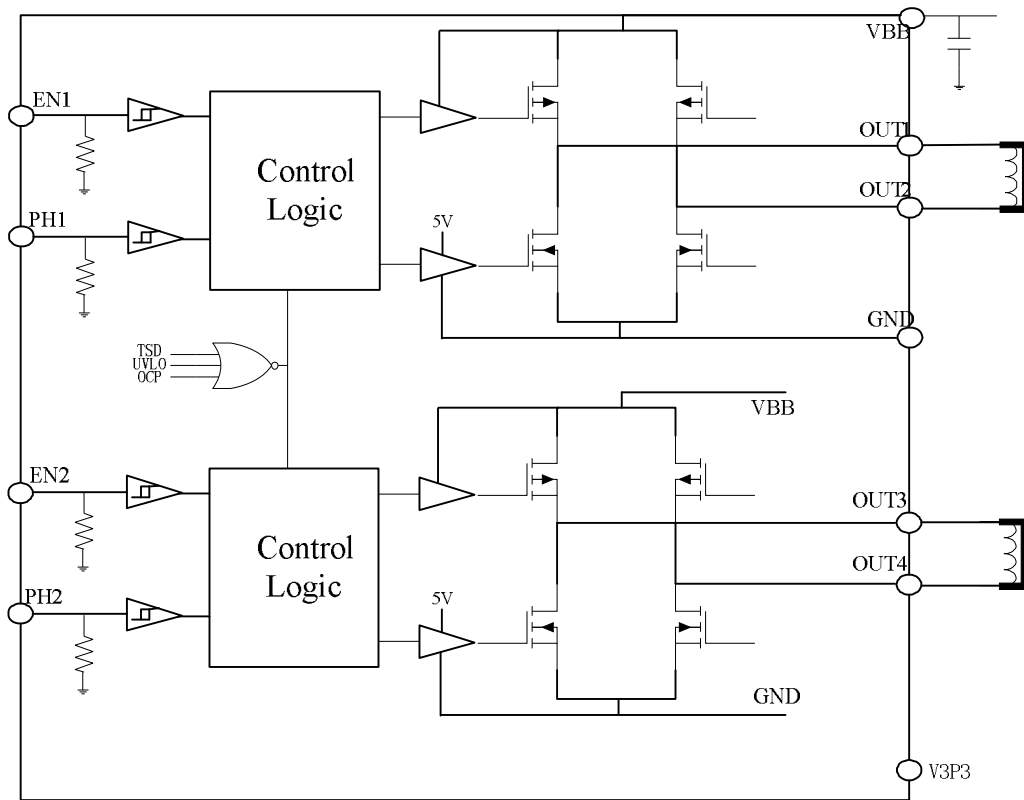 VBB
EN1
OUT1
Control
Logic
OUT2
PH1
5V
GND
TSD
UVLO
OCP
VBB
EN2
OUT3
Control
Logic
OUT4
PH2
5V
GND
V3P3